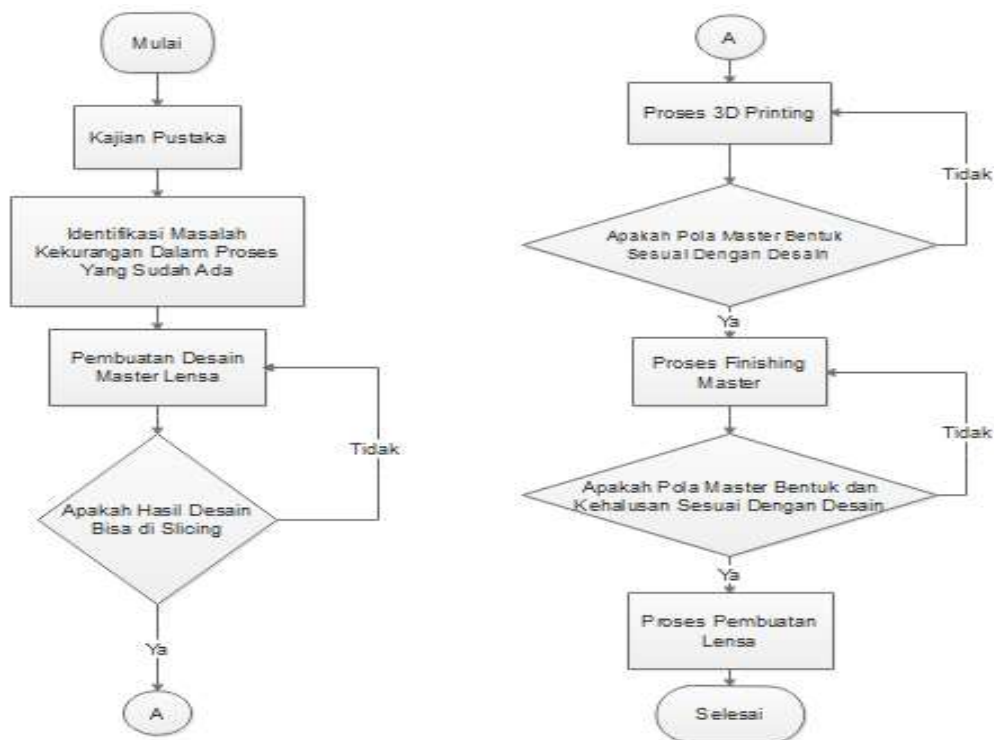 Mulai
Kajian Pustaka
Identifikasi Masalah
Kekurangan Dalam Proses
Yang Sudah Ada
Pembuatan Desain
Master Lensa
Tidak
Apakah Hasil Desain
Bisa di Slicing
Ya
A
A
Proses 3D Printing
Tidak
Apakah Pola Master Bentuk
Sesuai Dengan Desain
Ya
Proses Finishing
Master
Tidak
Apakah Pola Master Bentuk dan
Kehalusan Sesuai Dengan Desain
Ya
Proses Pembuatan
Lensa
Selesai